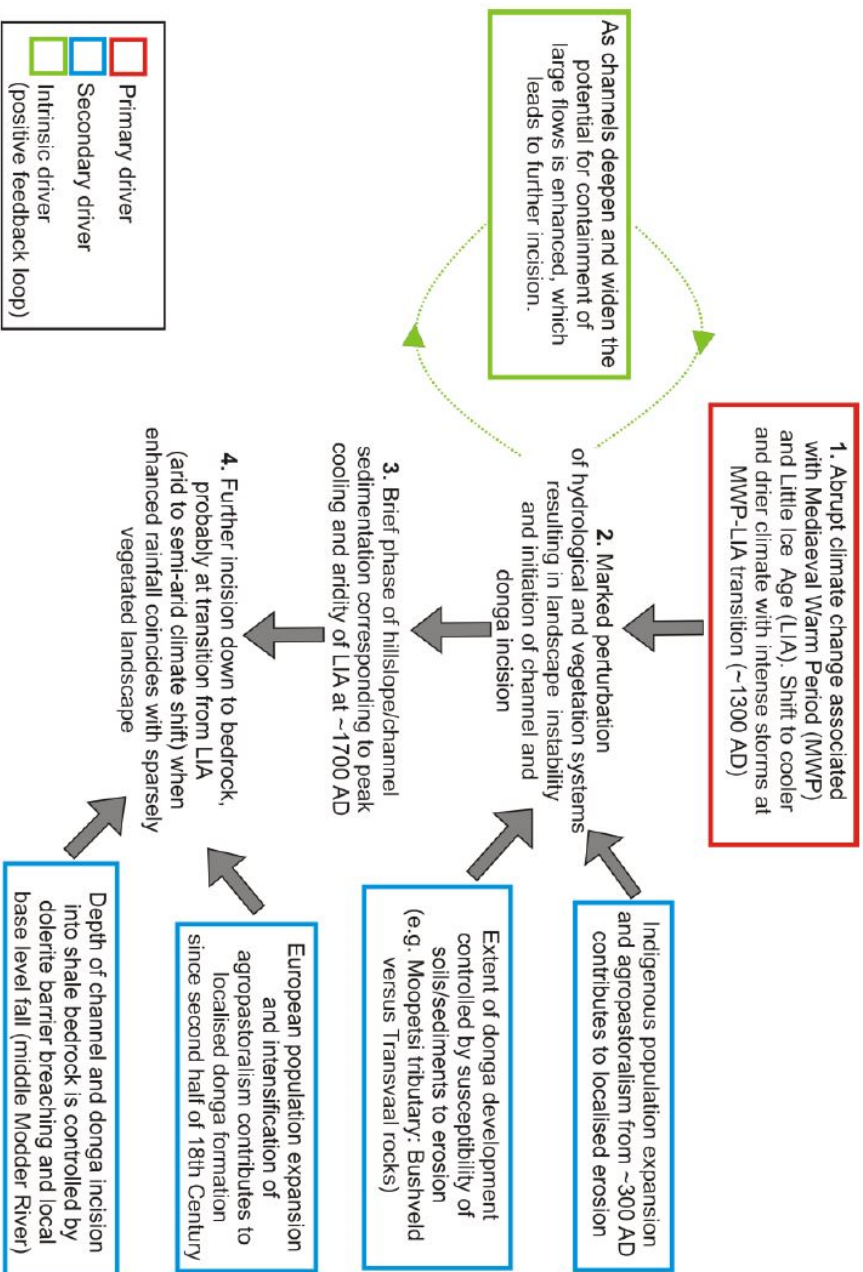 1. Abrupt climate change associated
with Mediaeval Warm Period (MWP)
and Little Ice Age (LIA). Shift to cooler
and drier climate with intense storms at
MWP-LIA transition (~1300 AD)
As channels deepen and widen the
potential for containment of
large flows is enhanced, which
leads to further incision.
2. Marked perturbation
of hydrological and vegetation systems
resulting in landscape instability
and initiation of channel and
donga incision
Indigenous population expansion
and agropastoralism from ~300 AD
contributes to localised erosion
Extent of donga development
controlled by susceptibility of
soils/sediments to erosion
(e.g. Moopetsi tributary: Bushveld
versus Transvaal rocks)
3. Brief phase of hillslope/channel
sedimentation corresponding to peak
cooling and aridity of LIA at ~1700 AD
4. Further incision down to bedrock,
probably at transition from LIA
(arid to semi-arid climate shift) when
enhanced rainfall coincides with sparsely
vegetated landscape
European population expansion
and intensification of
agropastoralism contributes to
localised donga formation
since second half of 18th Century
Depth of channel and donga incision
into shale bedrock is controlled by
dolerite barrier breaching and local
base level fall (middle Modder River)
Primary driver
Secondary driver
Intrinsic driver
(positive feedback loop)